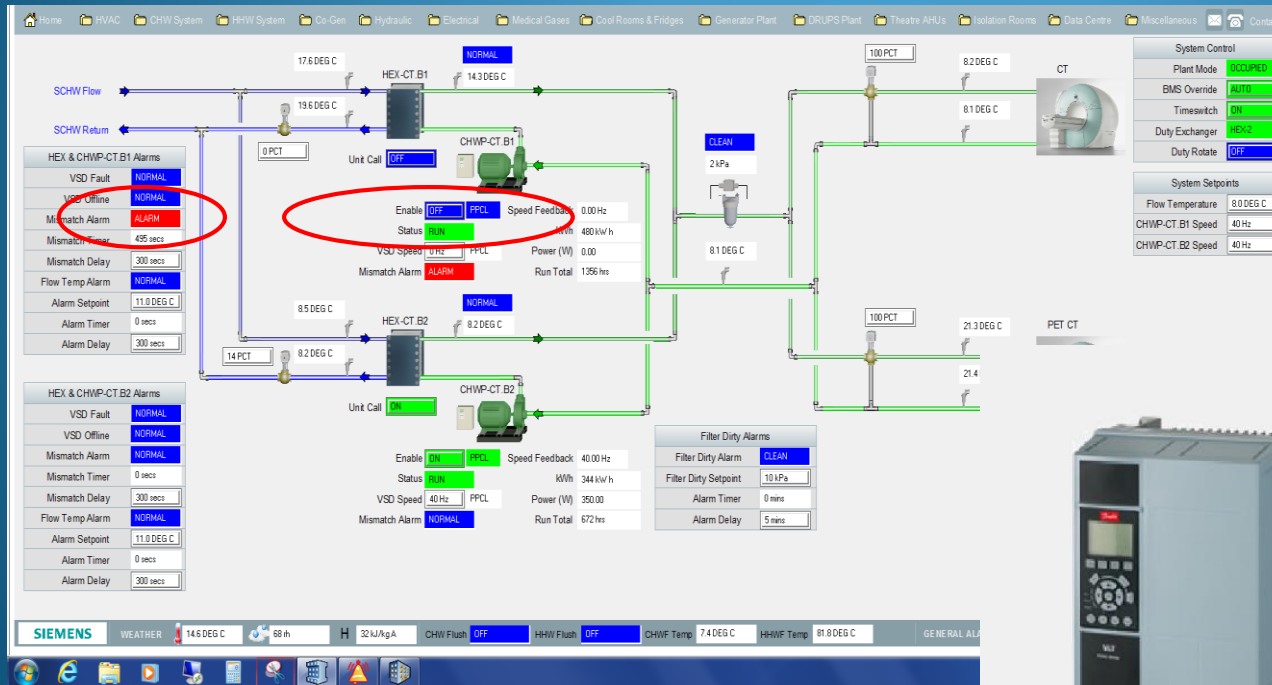 Home HVAC CHW System HHW System Co-Gen Hydraulic Electrical Medical Gases Cool Rooms & Fridges Generator Plant DRUPS Plant Theatre AHUs Isolation Rooms Data Centre Miscellaneous
SCHW Flow
SCHW Return
17.6 DEG C
19.6 DEG C
0 PCT
HEX-CT.B1
NORMAL
14.3 DEG C
CHWP-CT.B1
Unit Call OFF
Enable OFF PPCL Speed Feedback 0.00 Hz
Status RUN kWh 480 kW h
VSD Speed 0 Hz PPCL Power (W) 0.00
Mismatch Alarm ALARM Run Total 1356 hrs
HEX & CHWP-CT.B1 Alarms
VSD Fault NORMAL
VSD Offline NORMAL
Mismatch Alarm ALARM
Mismatch Timer 495 secs
Mismatch Delay 300 secs
Flow Temp Alarm NORMAL
Alarm Setpoint 11.0 DEG C
Alarm Timer 0 secs
Alarm Delay 300 secs
8.5 DEG C
8.2 DEG C
14 PCT
HEX-CT.B2
NORMAL
8.2 DEG C
CHWP-CT.B2
Unit Call ON
Enable ON PPCL Speed Feedback 40.00 Hz
Status RUN kWh 344 kW h
VSD Speed 40 Hz PPCL Power (W) 350.00
Mismatch Alarm NORMAL Run Total 672 hrs
HEX & CHWP-CT.B2 Alarms
VSD Fault NORMAL
VSD Offline NORMAL
Mismatch Alarm NORMAL
Mismatch Timer 0 secs
Mismatch Delay 300 secs
Flow Temp Alarm NORMAL
Alarm Setpoint 11.0 DEG C
Alarm Timer 0 secs
Alarm Delay 300 secs
CLEAN
2 kPa
8.1 DEG C
Filter Dirty Alarms
Filter Dirty Alarm CLEAN
Filter Dirty Setpoint 10 kPa
Alarm Timer 0 mins
Alarm Delay 5 mins
100 PCT
8.2 DEG C
8.1 DEG C
CT
100 PCT
21.3 DEG C
21.4
PET CT
System Control
Plant Mode OCCUPIED
BMS Override AUTO
Timeswitch ON
Duty Exchanger HEX-2
Duty Rotate OFF
System Setpoints
Flow Temperature 8.0 DEG C
CHWP-CT.B1 Speed 40 Hz
CHWP-CT.B2 Speed 40 Hz
Danfoss
VLT
SIEMENS WEATHER 14.6 DEG C 68 rh H 32 kJ/kg A CHW Flush OFF HHW Flush OFF CHWF Temp 7.4 DEG C HHWF Temp 81.8 DEG C GENERAL